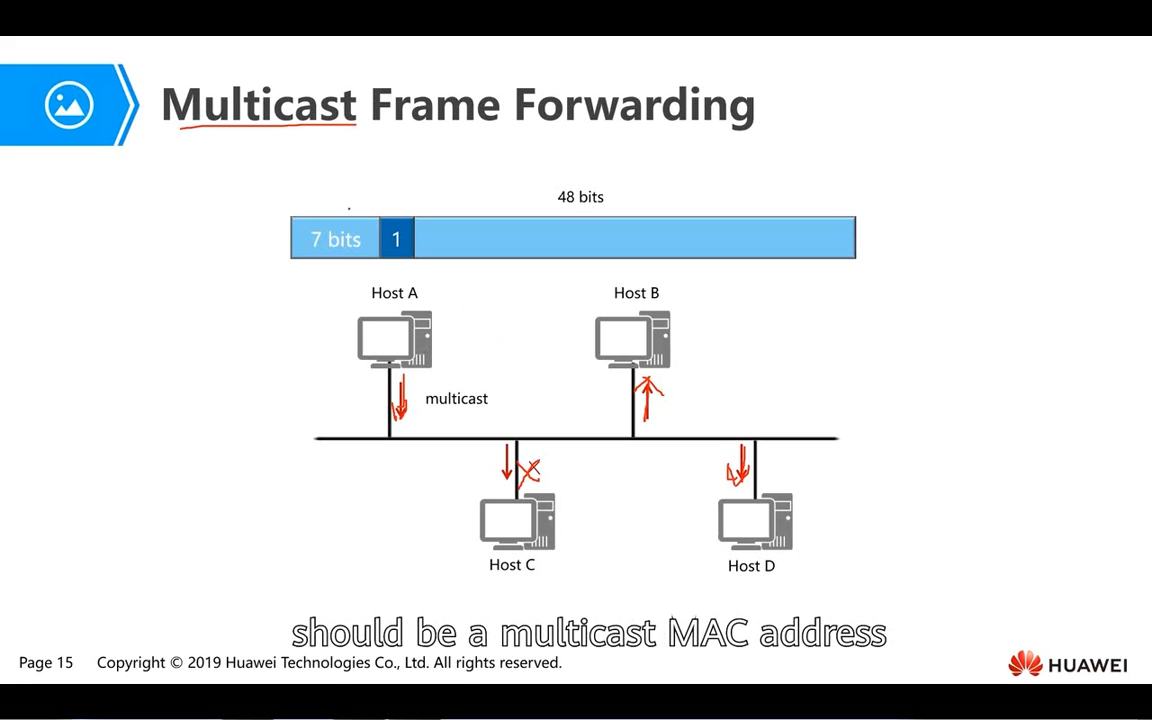 Multicast Frame Forwarding
48 bits
7 bits 1
Host A
Host B
multicast
Host C
Host D
should be a multicast MAC address
Page 15 Copyright © 2019 Huawei Technologies Co., Ltd. All rights reserved.
HUAWEI